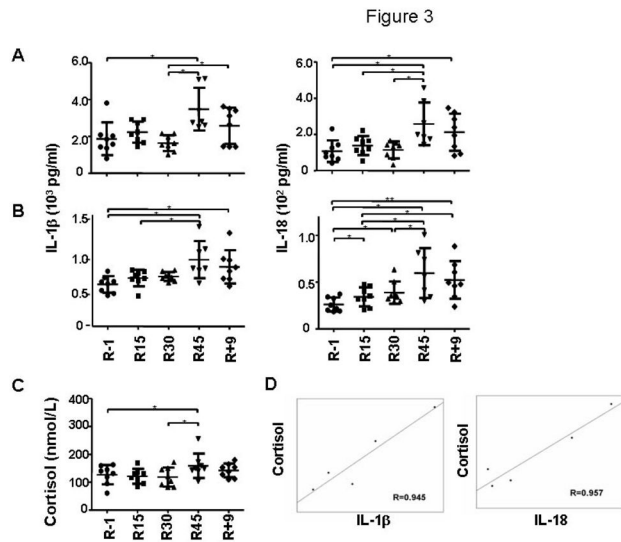 Figure 3
A
6.0
4.0
2.0
0
6.0
4.0
2.0
0
IL-1β (10³ pg/ml)
IL-18 (10² pg/ml)
B
1.5
1.0
0.5
0
1.0
0.5
0
R-1 R15 R30 R45 R+9
R-1 R15 R30 R45 R+9
C
Cortisol (nmol/L)
400
300
200
100
0
R-1 R15 R30 R45 R+9
D
Cortisol
R=0.945
IL-1β
Cortisol
R=0.957
IL-18